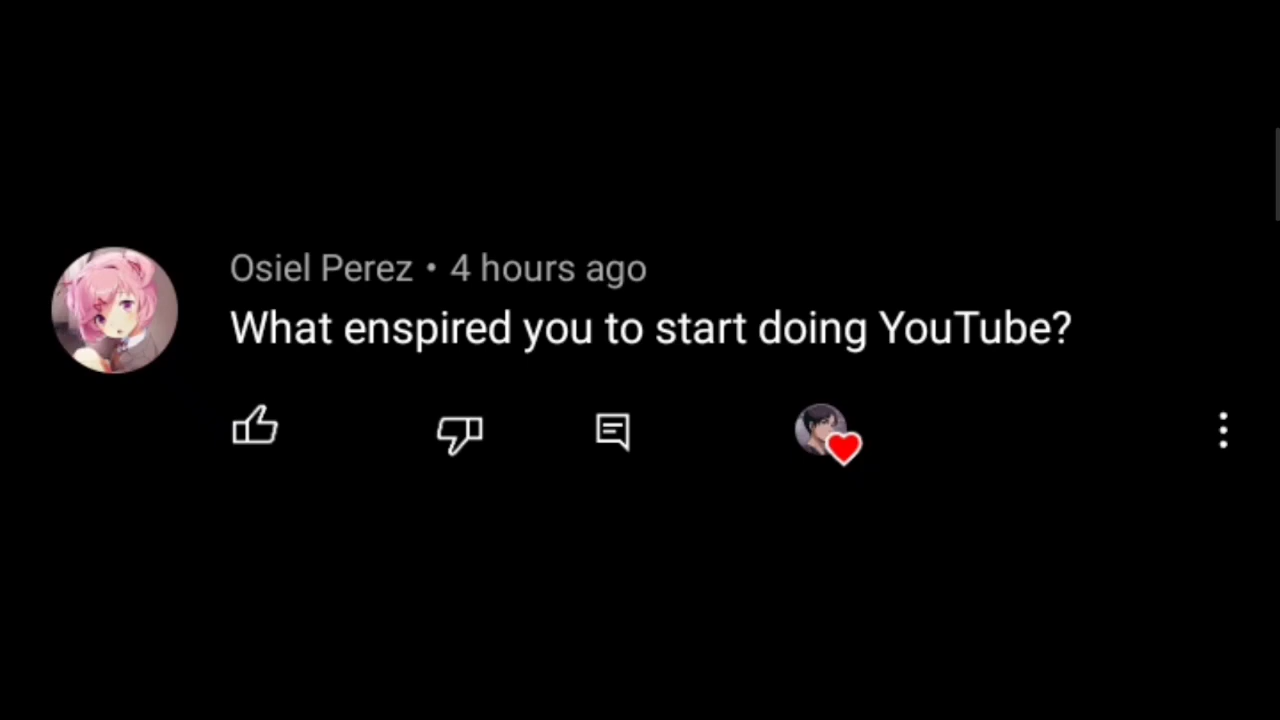 Osiel Perez • 4 hours ago
What enspired you to start doing YouTube?